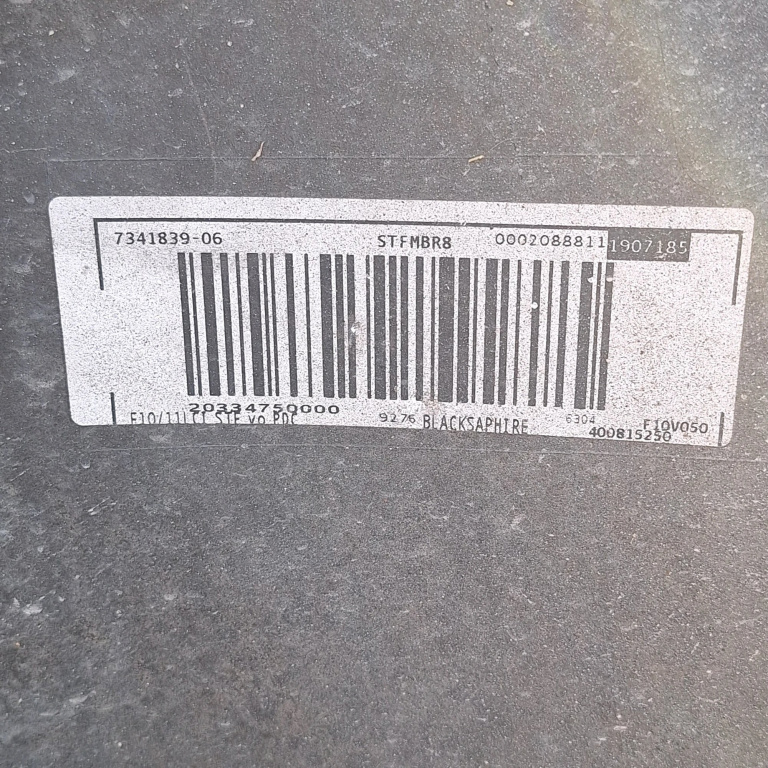 7341839-06 STFMBR8 0002088811 1907185
20334750000 9276 BLACKSAPHIRE 6304 F10V050
F10/11LCI STF vo PDC 400815250